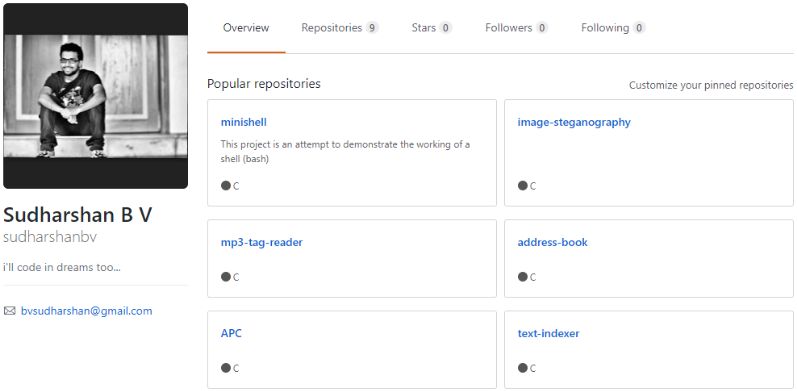 Overview Repositories 9 Stars 0 Followers 0 Following 0
Popular repositories Customize your pinned repositories
minishell
This project is an attempt to demonstrate the working of a
shell (bash)
C
image-steganography
C
mp3-tag-reader
C
address-book
C
APC
C
text-indexer
C
Sudharshan B V
sudharshanbv
i'll code in dreams too...
bvsudharshan@gmail.com